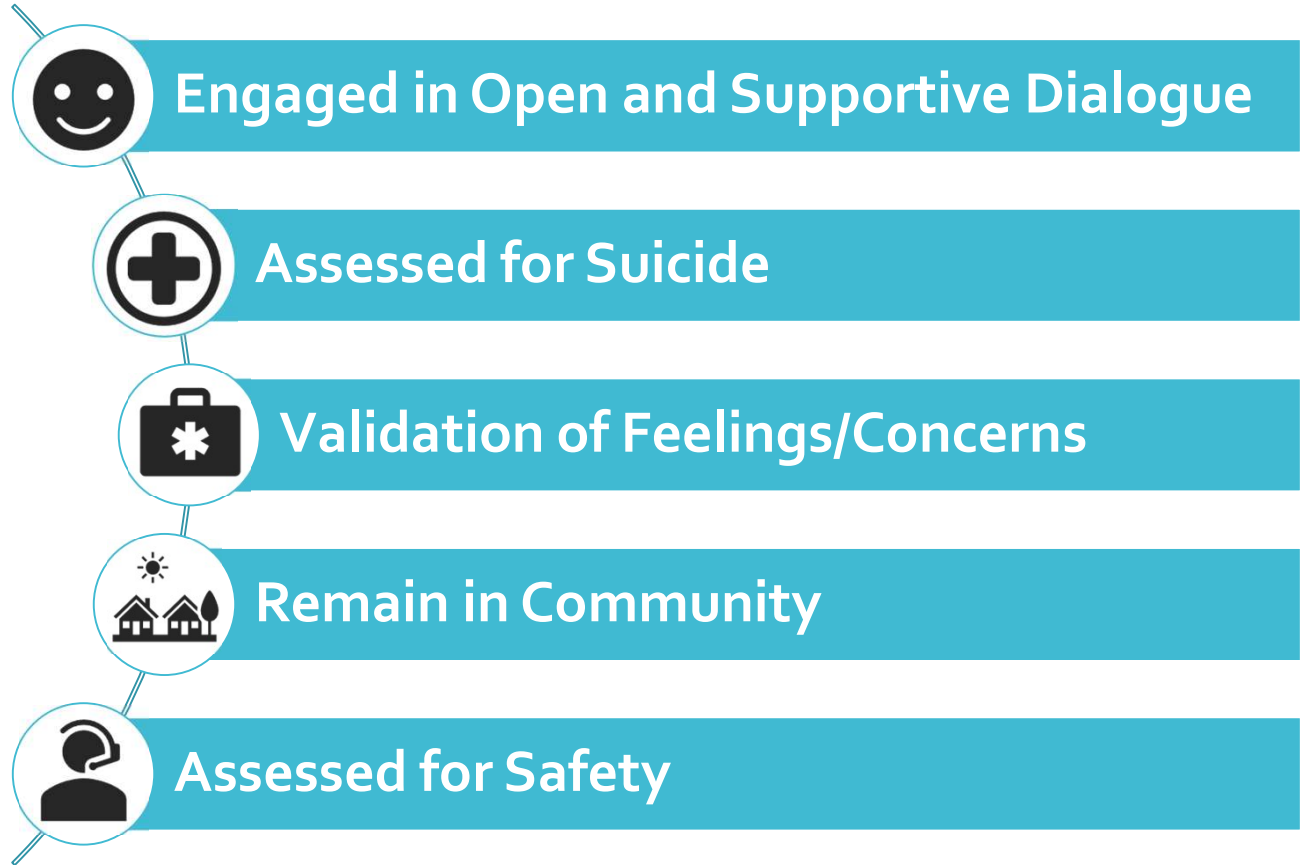 Engaged in Open and Supportive Dialogue
Assessed for Suicide
Validation of Feelings/Concerns
Remain in Community
Assessed for Safety